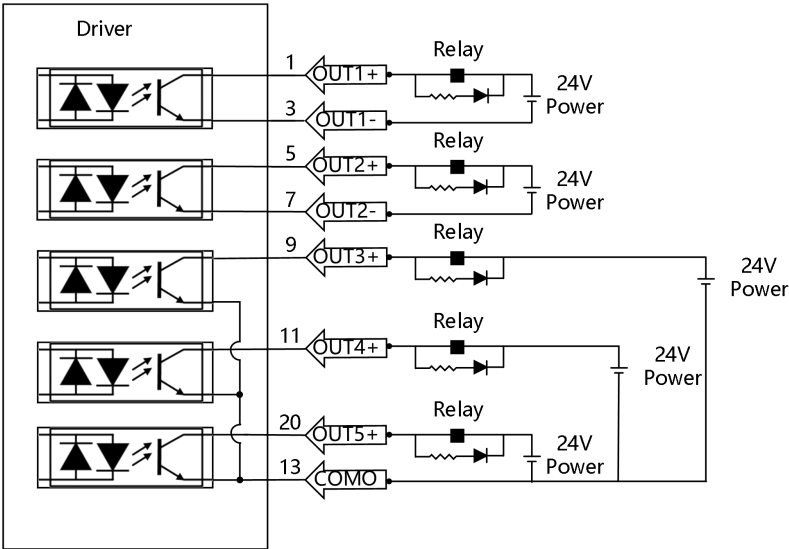 Driver
1
OUT1+
Relay
24V
Power
3
OUT1-
5
OUT2+
Relay
24V
Power
7
OUT2-
9
OUT3+
Relay
24V
Power
11
OUT4+
Relay
24V
Power
20
OUT5+
Relay
24V
Power
13
COMO